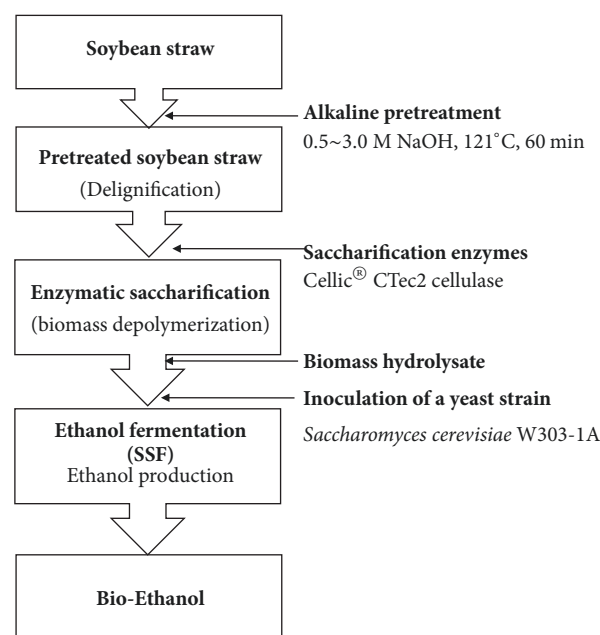 Soybean straw
Alkaline pretreatment
0.5~3.0 M NaOH, 121°C, 60 min
Pretreated soybean straw
(Delignification)
Saccharification enzymes
Cellic® CTec2 cellulase
Enzymatic saccharification
(biomass depolymerization)
Biomass hydrolysate
Inoculation of a yeast strain
Saccharomyces cerevisiae W303-1A
Ethanol fermentation
(SSF)
Ethanol production
Bio-Ethanol